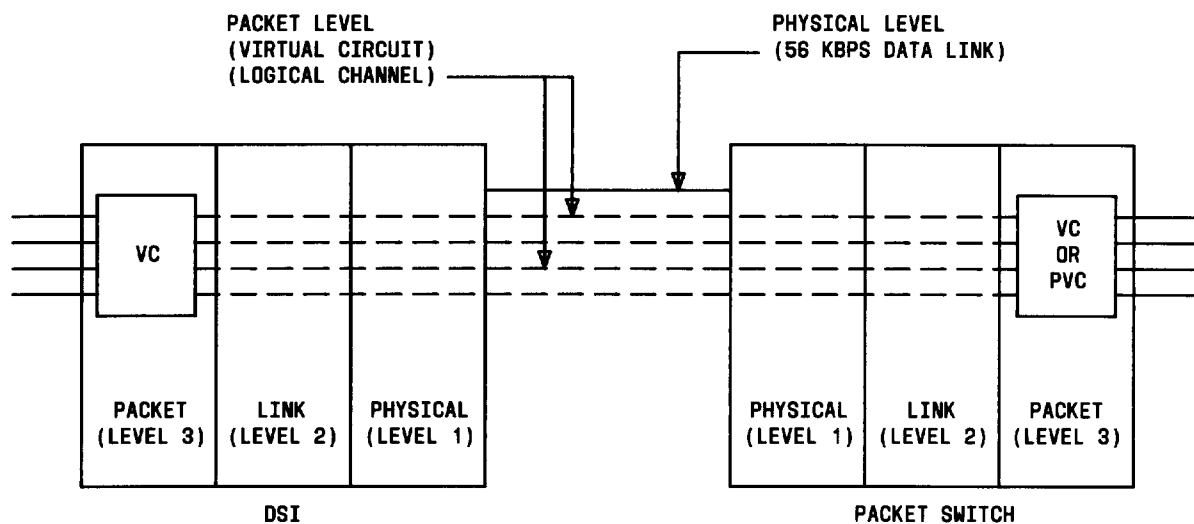 PACKET LEVEL
(VIRTUAL CIRCUIT)
(LOGICAL CHANNEL)
PHYSICAL LEVEL
(56 KBPS DATA LINK)
VC
VC
OR
PVC
PACKET
(LEVEL 3)
LINK
(LEVEL 2)
PHYSICAL
(LEVEL 1)
PHYSICAL
(LEVEL 1)
LINK
(LEVEL 2)
PACKET
(LEVEL 3)
DSI
PACKET SWITCH